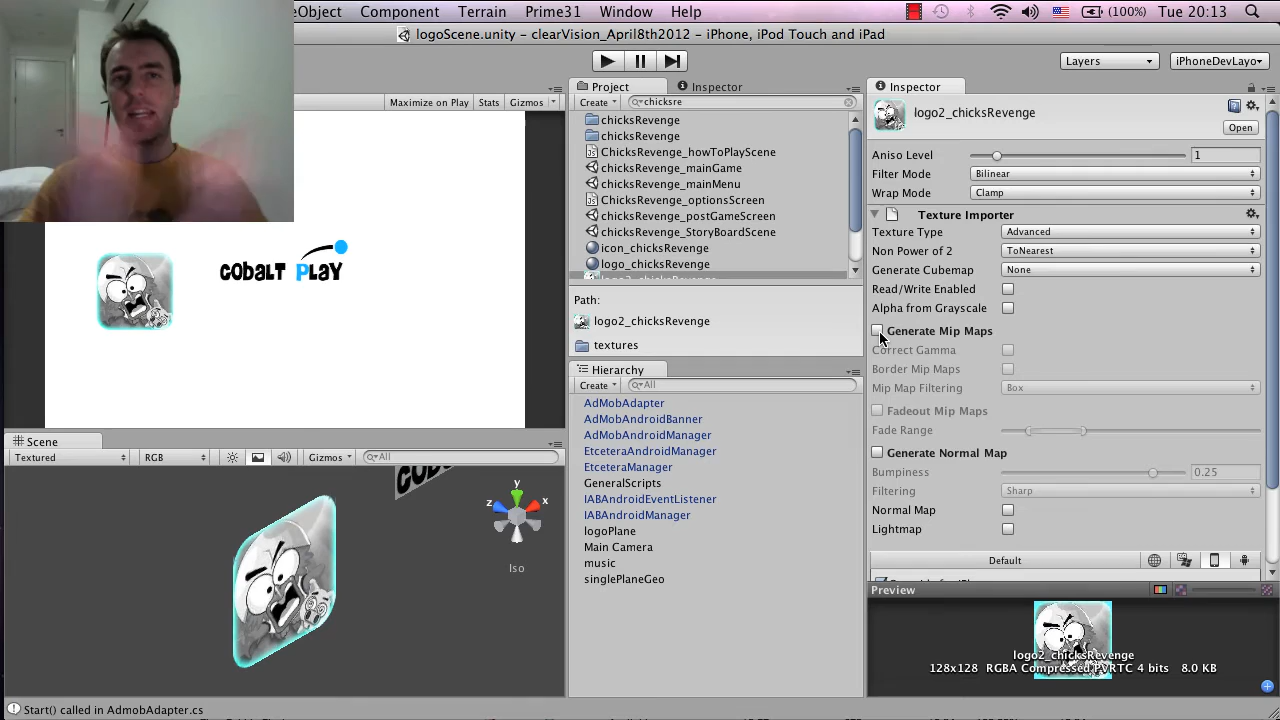 eObject Component Terrain Prime31 Window Help (100%) Tue 20:13
logoScene.unity – clearVision_April8th2012 – iPhone, iPod Touch and iPad
Layers iPhoneDevLayo
Maximize on Play Stats Gizmos
COBALT PLAY
Scene
Textured RGB Gizmos All
COB
y
z x
Iso
Project Inspector
Create chicksre
chicksRevenge
chicksRevenge
ChicksRevenge_howToPlayScene
chicksRevenge_mainGame
chicksRevenge_mainMenu
ChicksRevenge_optionsScreen
chicksRevenge_postGameScreen
chicksRevenge_StoryBoardScene
icon_chicksRevenge
logo_chicksRevenge
logo2_chicksRevenge
Path:
logo2_chicksRevenge
textures
Hierarchy
Create All
AdMobAdapter
AdMobAndroidBanner
AdMobAndroidManager
EtceteraAndroidManager
EtceteraManager
GeneralScripts
IABAndroidEventListener
IABAndroidManager
logoPlane
Main Camera
music
singlePlaneGeo
Inspector
logo2_chicksRevenge
Open
Aniso Level 1
Filter Mode Bilinear
Wrap Mode Clamp
Texture Importer
Texture Type Advanced
Non Power of 2 ToNearest
Generate Cubemap None
Read/Write Enabled
Alpha from Grayscale
Generate Mip Maps
Correct Gamma
Border Mip Maps
Mip Map Filtering Box
Fadeout Mip Maps
Fade Range
Generate Normal Map
Bumpiness 0.25
Filtering Sharp
Normal Map
Lightmap
Default
Preview
logo2_chicksRevenge
128x128 RGBA Compressed PVRTC 4 bits 8.0 KB
Start() called in AdmobAdapter.cs